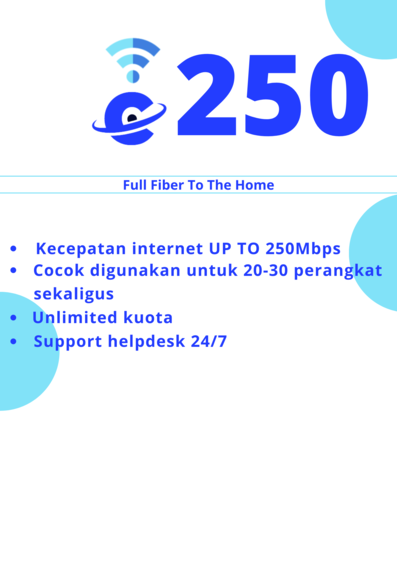 e250
Full Fiber To The Home
• Kecepatan internet UP TO 250Mbps
• Cocok digunakan untuk 20-30 perangkat
sekaligus
• Unlimited kuota
• Support helpdesk 24/7